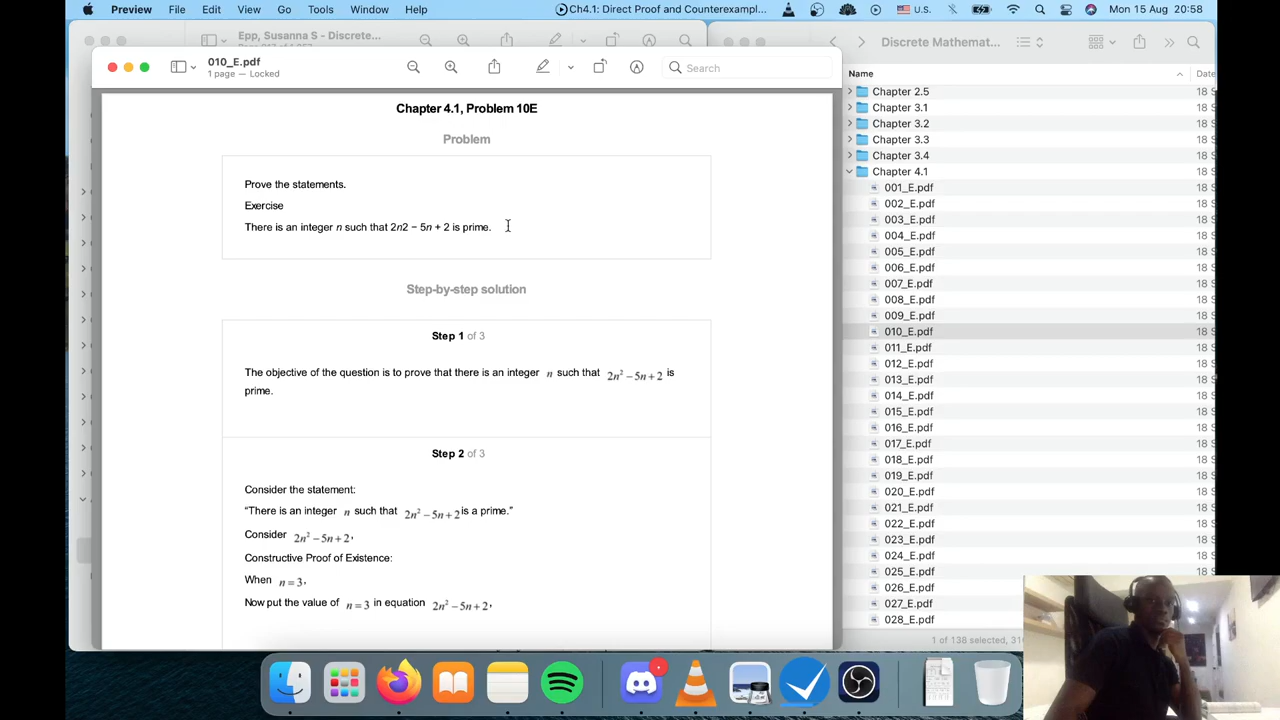 Preview File Edit View Go Tools Window Help
Ch4.1: Direct Proof and Counterexampl...
U.S.
Mon 15 Aug 20:58
Epp, Susanna S - Discrete...
Discrete Mathemat...
010_E.pdf
1 page — Locked
Search
Chapter 4.1, Problem 10E
Problem
Prove the statements.
Exercise
There is an integer n such that 2n2 − 5n + 2 is prime.
Step-by-step solution
Step 1 of 3
The objective of the question is to prove that there is an integer n such that 2n² − 5n + 2 is
prime.
Step 2 of 3
Consider the statement:
“There is an integer n such that 2n² − 5n + 2 is a prime.”
Consider 2n² − 5n + 2,
Constructive Proof of Existence:
When n = 3,
Now put the value of n = 3 in equation 2n² − 5n + 2,
Name
Date
Chapter 2.5
Chapter 3.1
Chapter 3.2
Chapter 3.3
Chapter 3.4
Chapter 4.1
001_E.pdf
002_E.pdf
003_E.pdf
004_E.pdf
005_E.pdf
006_E.pdf
007_E.pdf
008_E.pdf
009_E.pdf
010_E.pdf
011_E.pdf
012_E.pdf
013_E.pdf
014_E.pdf
015_E.pdf
016_E.pdf
017_E.pdf
018_E.pdf
019_E.pdf
020_E.pdf
021_E.pdf
022_E.pdf
023_E.pdf
024_E.pdf
025_E.pdf
026_E.pdf
027_E.pdf
028_E.pdf
1 of 138 selected,